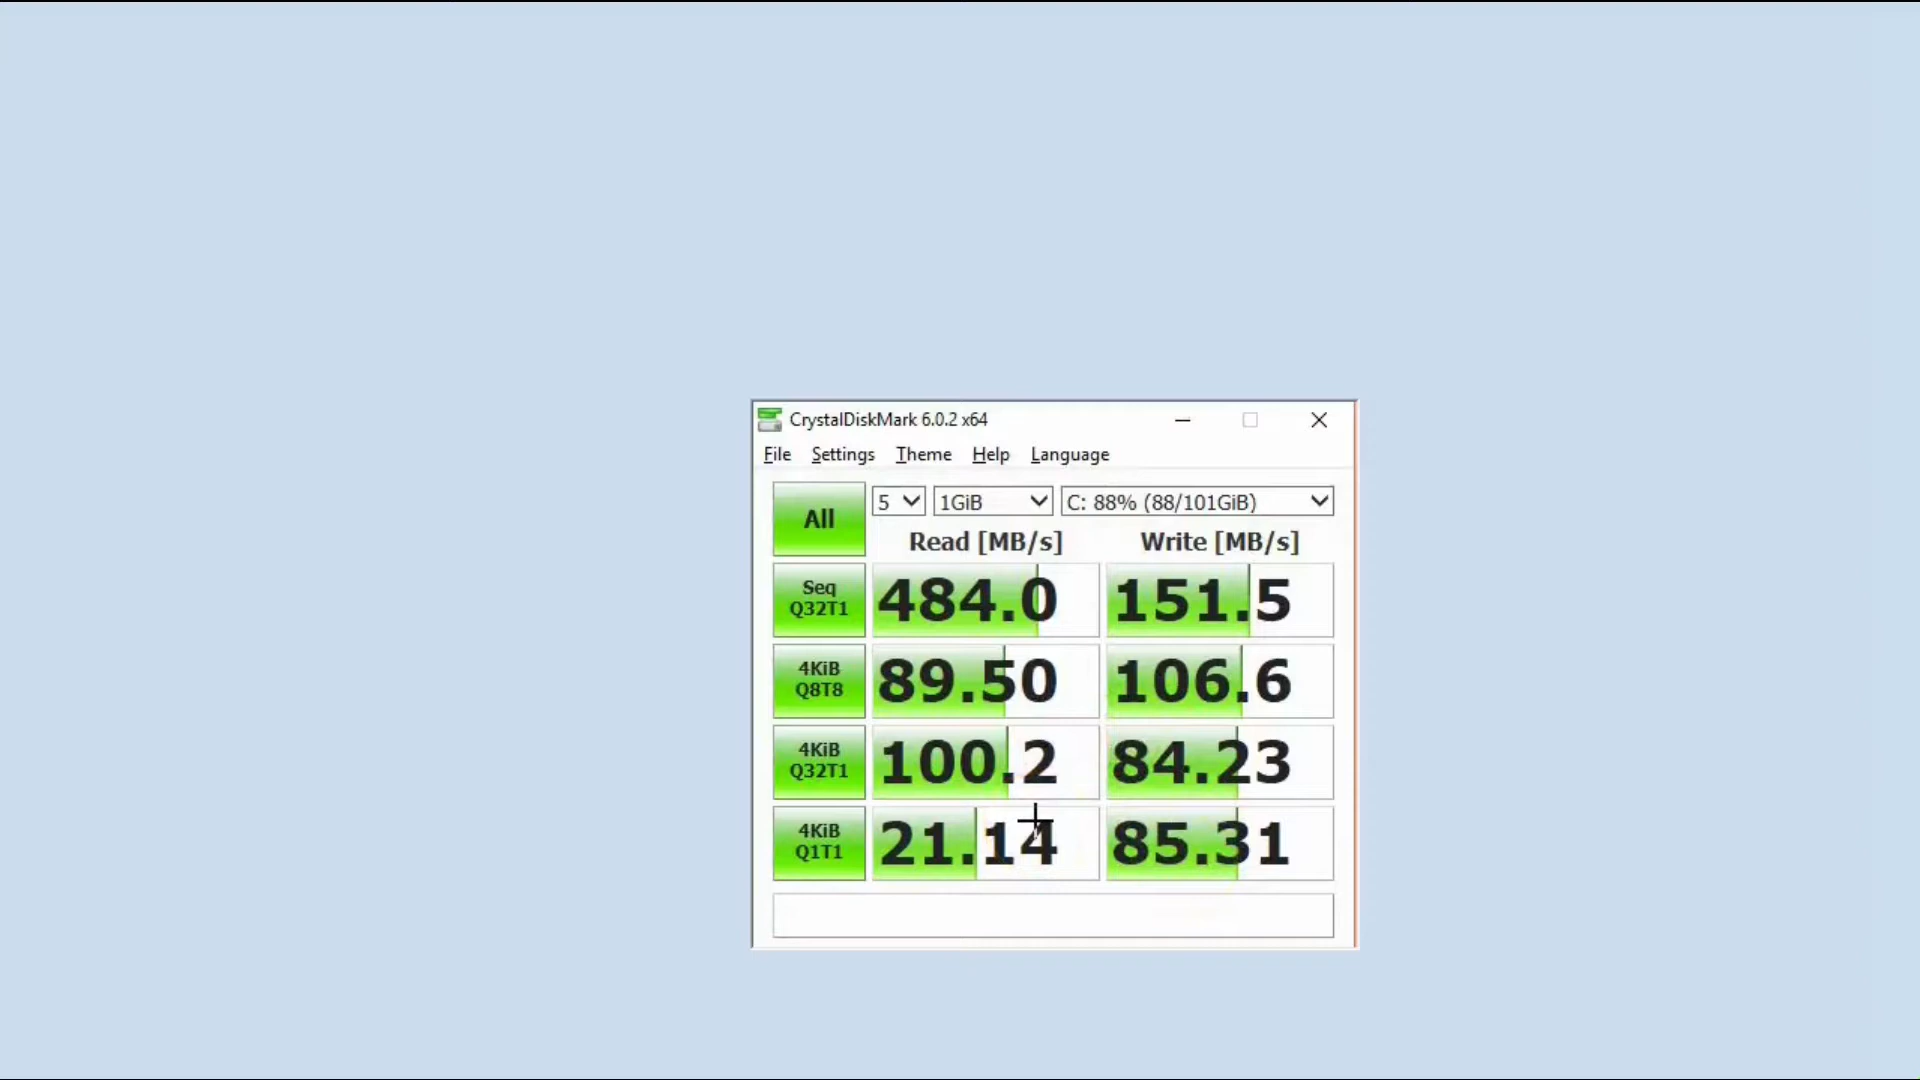 CrystalDiskMark 6.0.2 x64
File Settings Theme Help Language
All 5 1GiB C: 88% (88/101GiB)
Read [MB/s] Write [MB/s]
Seq
Q32T1 484.0 151.5
4KiB
Q8T8 89.50 106.6
4KiB
Q32T1 100.2 84.23
4KiB
Q1T1 21.14 85.31